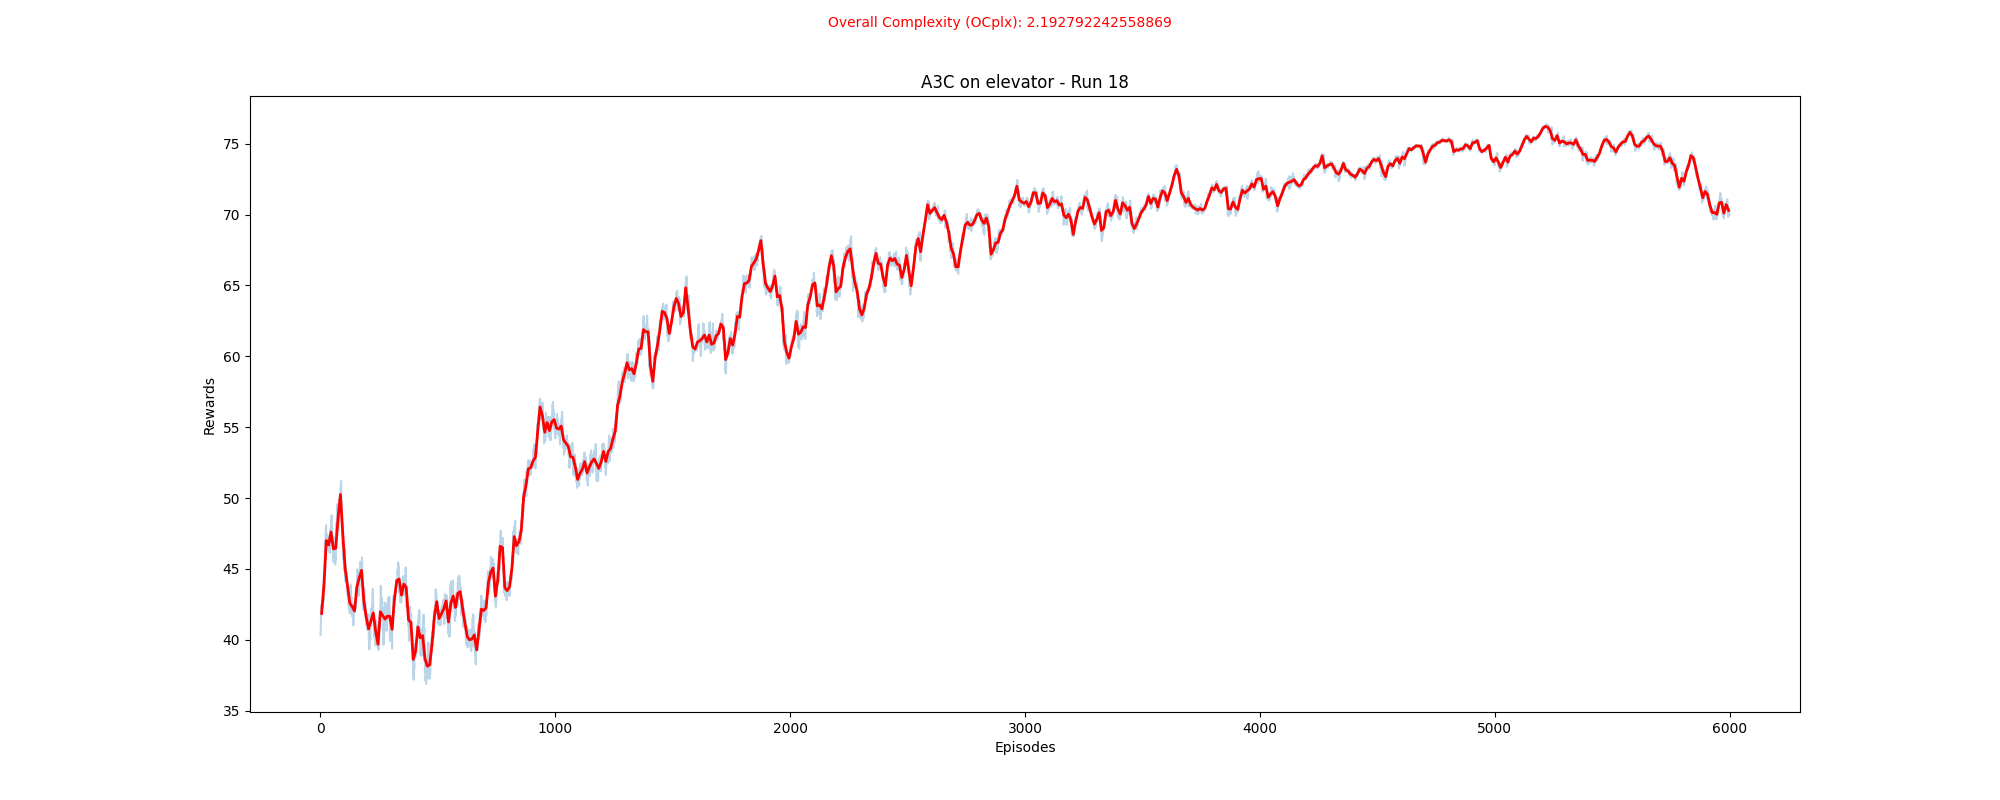 Overall Complexity (OCplx): 2.192792242558869
A3C on elevator - Run 18
75
70
65
60
55
50
45
40
35
Rewards
0 1000 2000 3000 4000 5000 6000
Episodes